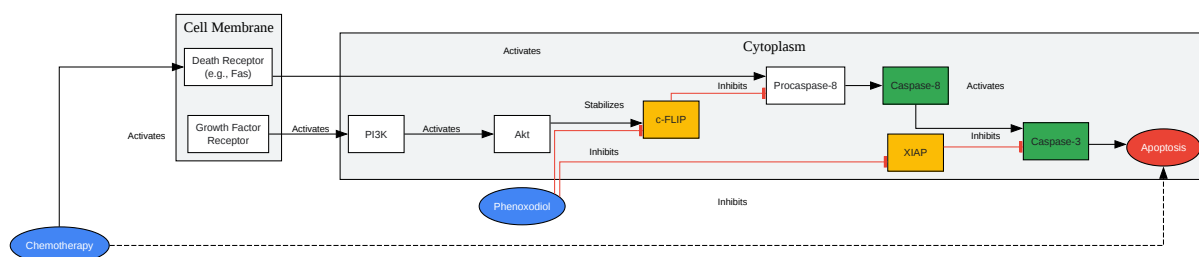 Cell Membrane
Death Receptor
(e.g., Fas)
Growth Factor
Receptor
Cytoplasm
Activates
Procaspase-8
Caspase-8
Activates
Inhibits
Stabilizes
c-FLIP
Activates
Activates
PI3K
Activates
Akt
Inhibits
XIAP
Inhibits
Caspase-3
Apoptosis
Phenoxodiol
Inhibits
Chemotherapy